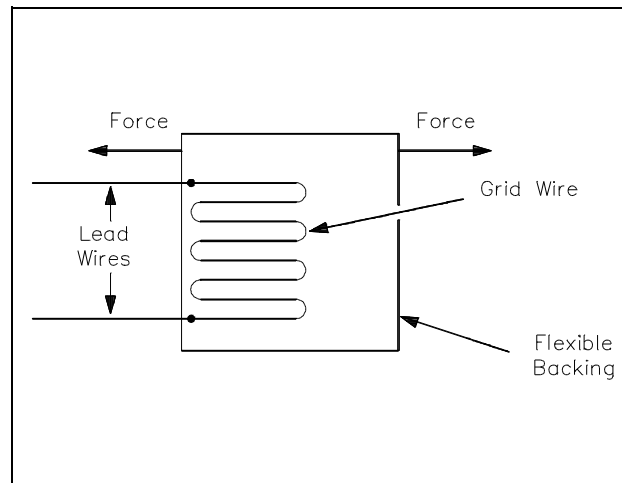 Force
Force
Grid Wire
Lead
Wires
Flexible
Backing